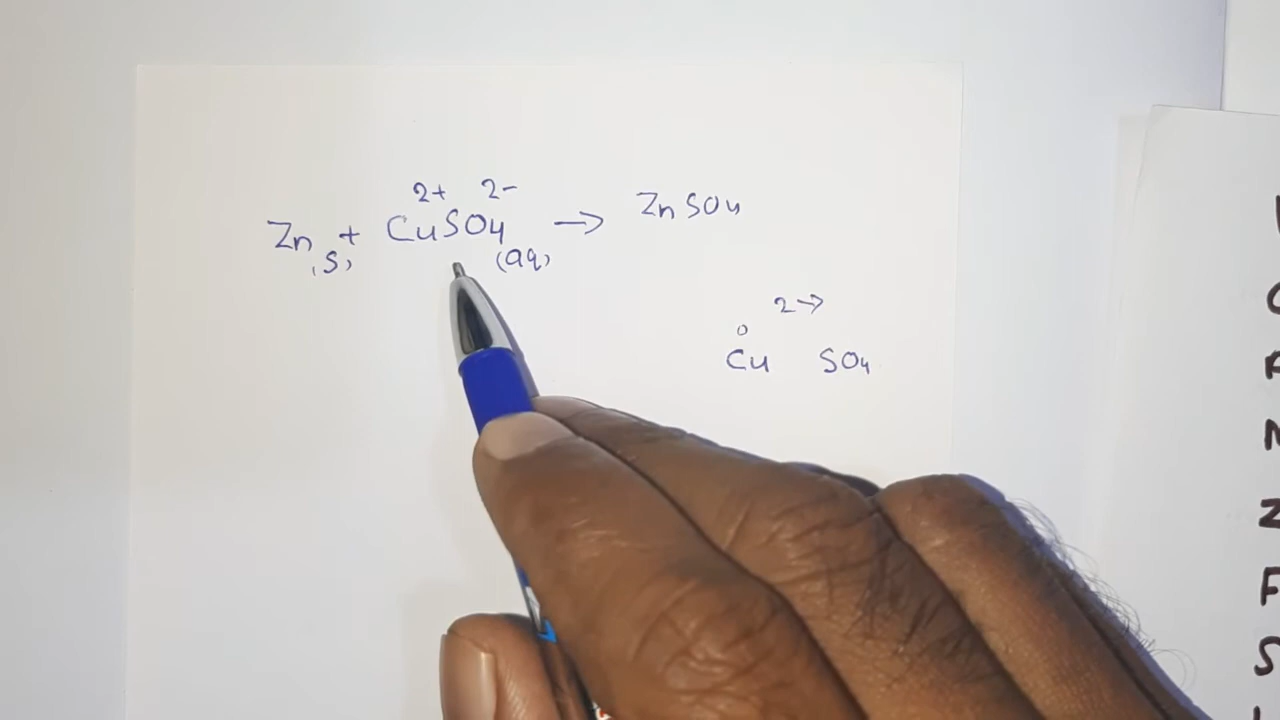 2+ 2-
Zn(s) + CuSO4(aq) → ZnSO4
2→
0
Cu SO4
C
A
N
Z
F
S